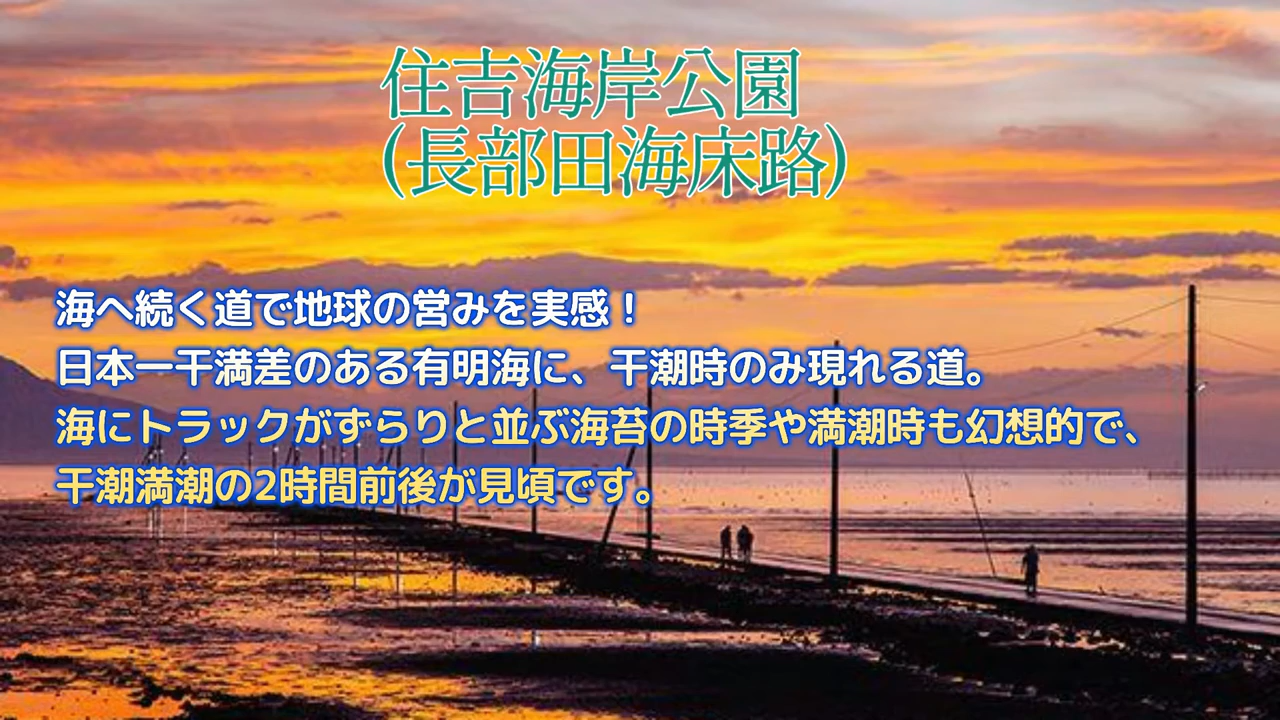 住吉海岸公園
(長部田海床路)
海へ続く道で地球の営みを実感！
日本一干満差のある有明海に、干潮時のみ現れる道。
海にトラックがずらりと並ぶ海苔の時季や満潮時も幻想的で、
干潮満潮の2時間前後が見頃です。